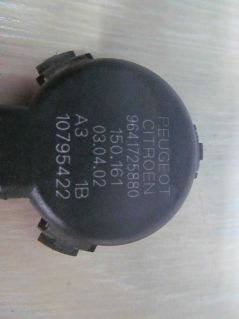 PEUGEOT
CITROEN
9641725880
150.161
03.04.02
A3 1B
10795422